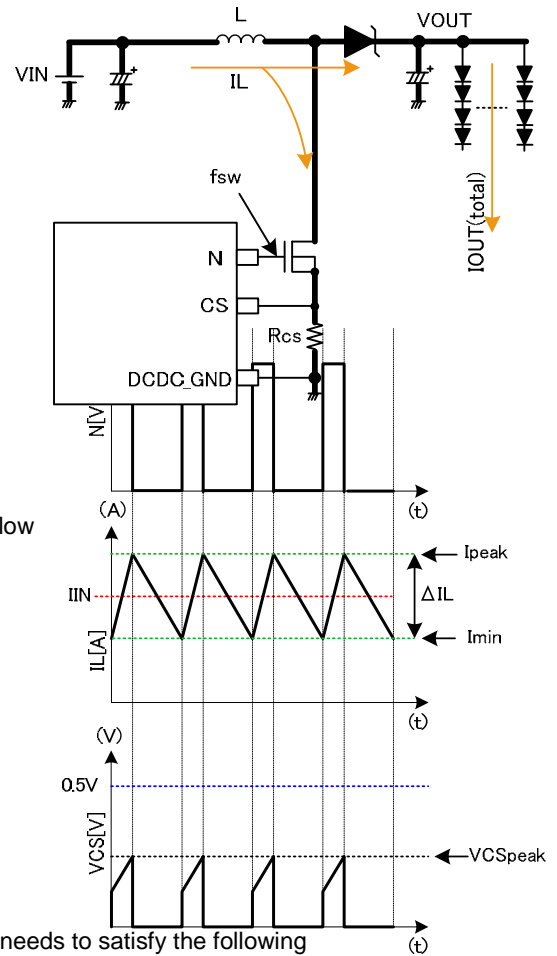 L
VOUT
VIN
IL
fsw
IOUT(total)
N
CS
Rcs
DCDC_GND
N[V
(t)
(A)
low
Ipeak
IIN
ΔIL
IL[A]
Imin
(t)
(V)
0.5V
VCS[V]
VCSpeak
needs to satisfy the following
(t)